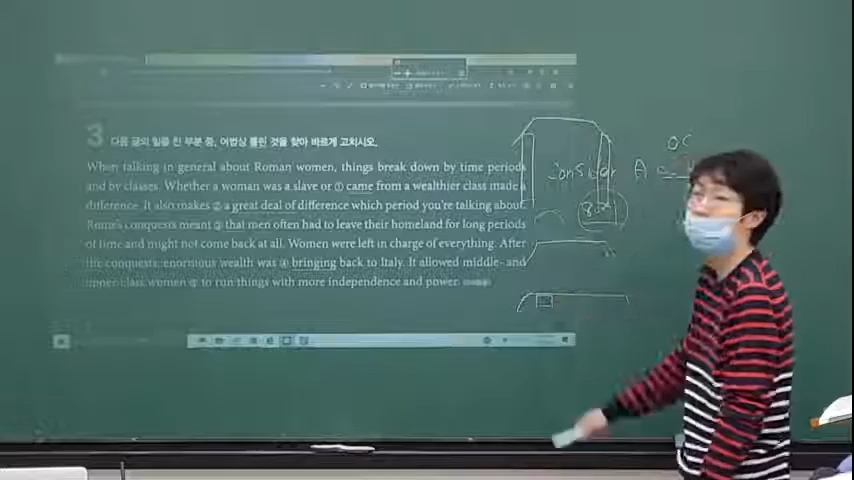 3 다음 글의 밑줄 친 부분 중, 어법상 틀린 것을 찾아 바르게 고치시오.
When talking in general about Roman women, things break down by time periods
and by classes. Whether a woman was a slave or ① came from a wealthier class made a
difference. It also makes ② a great deal of difference which period you're talking about.
Rome's conquests meant ③ that men often had to leave their homeland for long periods
of time and might not come back at all. Women were left in charge of everything. After
the conquests, enormous wealth was ④ bringing back to Italy. It allowed middle- and
upper-class women ⑤ to run things with more independence and power.
consider A